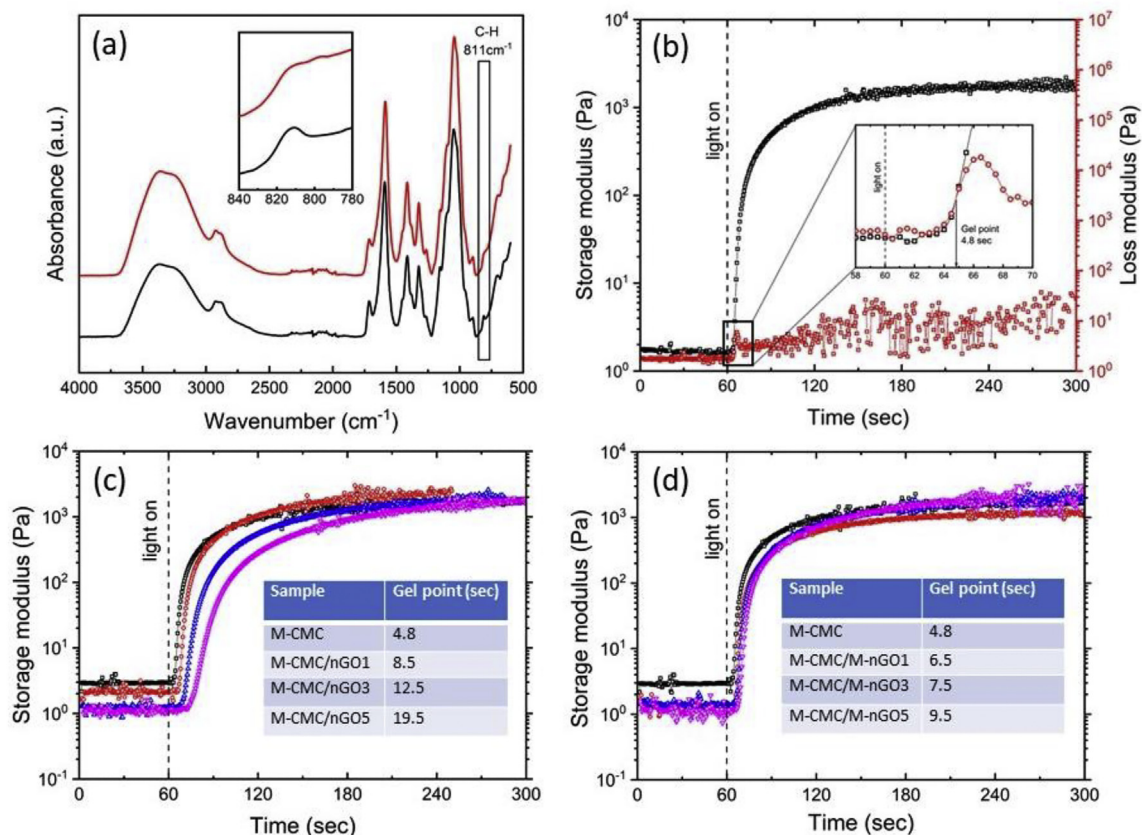 (a)
C-H
811cm⁻¹
840 820 800 780
Absorbance (a.u.)
4000 3500 3000 2500 2000 1500 1000
Wavenumber (cm⁻¹)
(b)
10⁴
10³
10²
10¹
10⁰
Storage modulus (Pa)
light on
light on
Gel point
4.8 sec
58 60 62 64 66 68 70
10⁷
10⁶
10⁵
10⁴
10³
10²
10¹
10⁰
Loss modulus (Pa)
0 60 120 180 240 300
Time (sec)
(c)
10⁴
10³
10²
10¹
10⁰
10⁻¹
Storage modulus (Pa)
light on
Sample Gel point (sec)
M-CMC 4.8
M-CMC/nGO1 8.5
M-CMC/nGO3 12.5
M-CMC/nGO5 19.5
0 60 120 180 240 300
Time (sec)
(d)
10⁴
10³
10²
10¹
10⁰
10⁻¹
Storage modulus (Pa)
light on
Sample Gel point (sec)
M-CMC 4.8
M-CMC/M-nGO1 6.5
M-CMC/M-nGO3 7.5
M-CMC/M-nGO5 9.5
0 60 120 180 240 300
Time (sec)